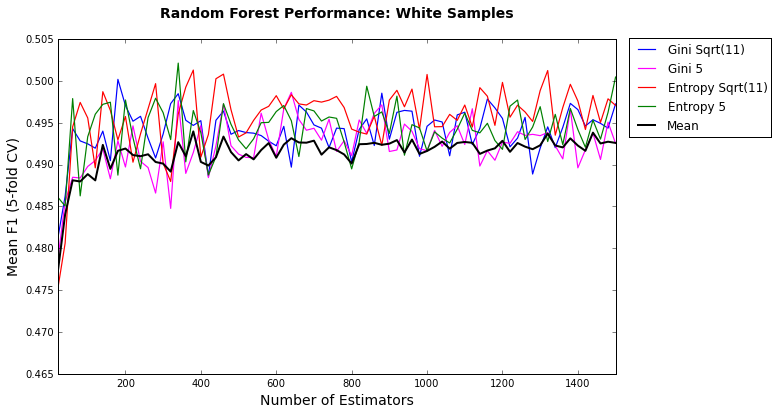 Random Forest Performance: White Samples
0.505
0.500
0.495
0.490
0.485
0.480
0.475
0.470
0.465
Mean F1 (5-fold CV)
200
400
600
800
1000
1200
1400
Number of Estimators
Gini Sqrt(11)
Gini 5
Entropy Sqrt(11)
Entropy 5
Mean